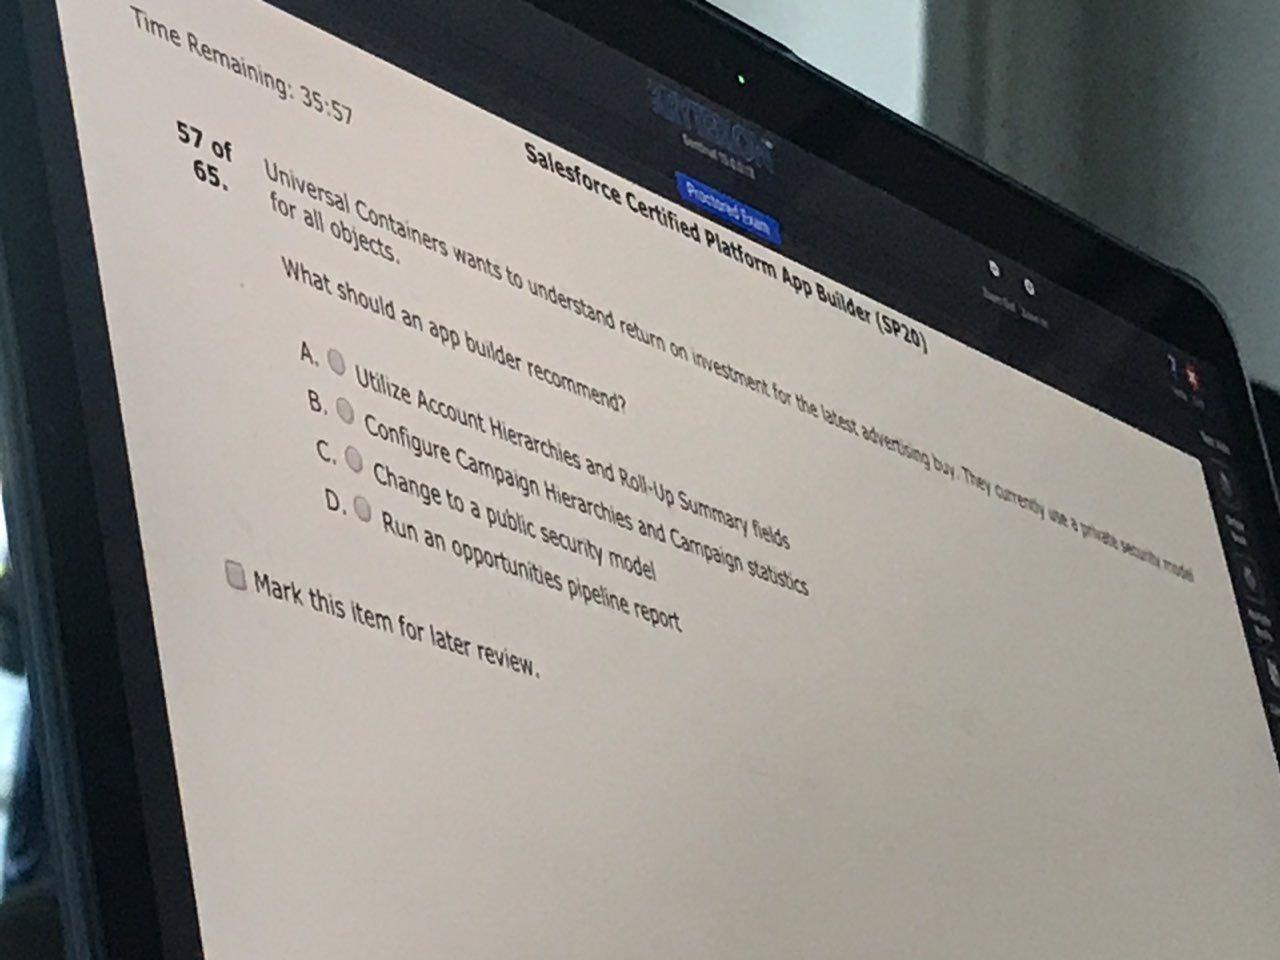 Time Remaining: 35:57
Proctored Exam
Salesforce Certified Platform App Builder (SP20)
57 of
65.
Universal Containers wants to understand return on investment for the latest advertising buy. They currently use a private security model
for all objects.
What should an app builder recommend?
A. Utilize Account Hierarchies and Roll-Up Summary fields
B. Configure Campaign Hierarchies and Campaign statistics
C. Change to a public security model
D. Run an opportunities pipeline report
Mark this item for later review.